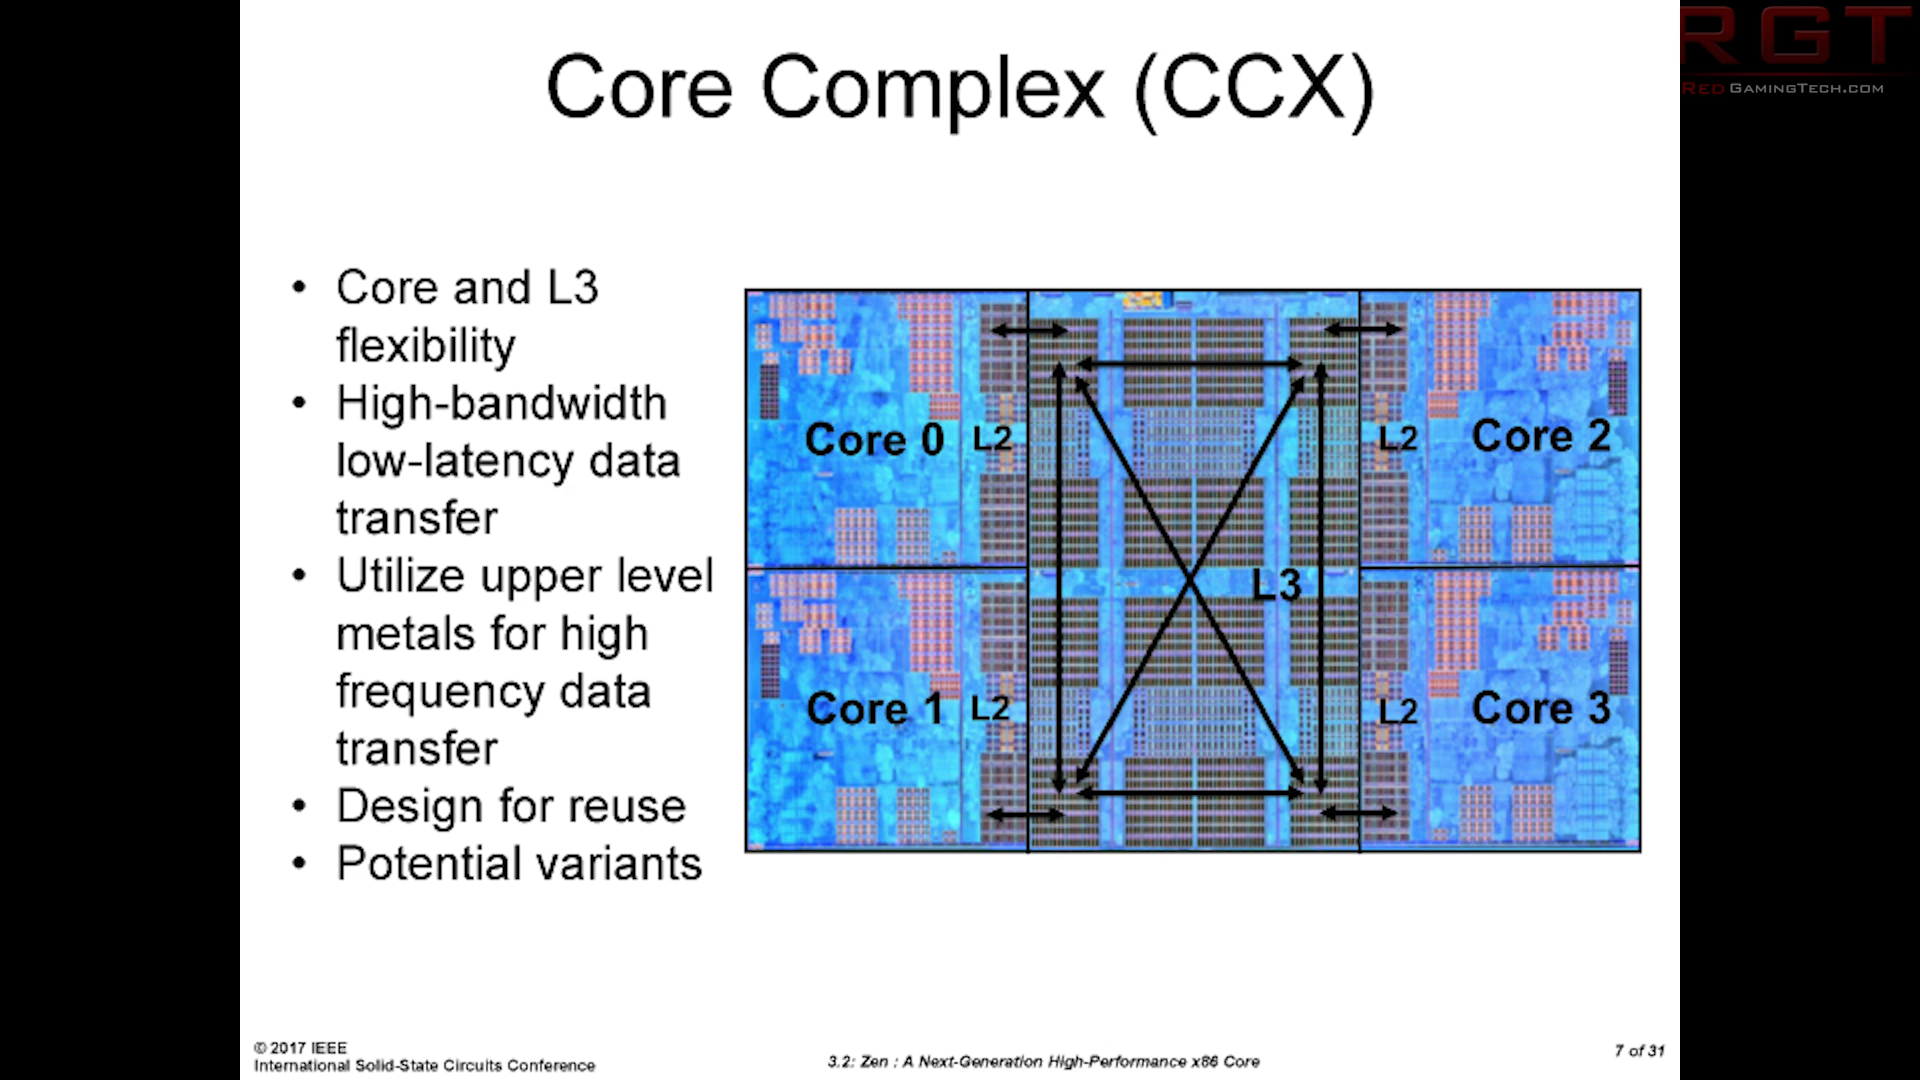 Core Complex (CCX)
RGT
RED GAMINGTECH.COM
• Core and L3
flexibility
• High-bandwidth
low-latency data
transfer
• Utilize upper level
metals for high
frequency data
transfer
• Design for reuse
• Potential variants
Core 0 L2 L2 Core 2
L3
Core 1 L2 L2 Core 3
© 2017 IEEE
International Solid-State Circuits Conference
3.2: Zen : A Next-Generation High-Performance x86 Core
7 of 31